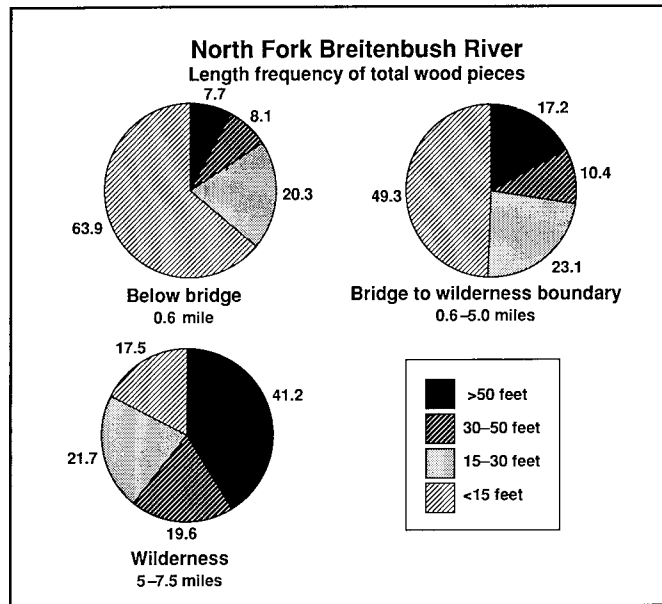 North Fork Breitenbush River
Length frequency of total wood pieces
7.7
8.1
20.3
63.9
Below bridge
0.6 mile
17.2
10.4
23.1
49.3
Bridge to wilderness boundary
0.6–5.0 miles
17.5
41.2
21.7
19.6
Wilderness
5–7.5 miles
>50 feet
30–50 feet
15–30 feet
<15 feet